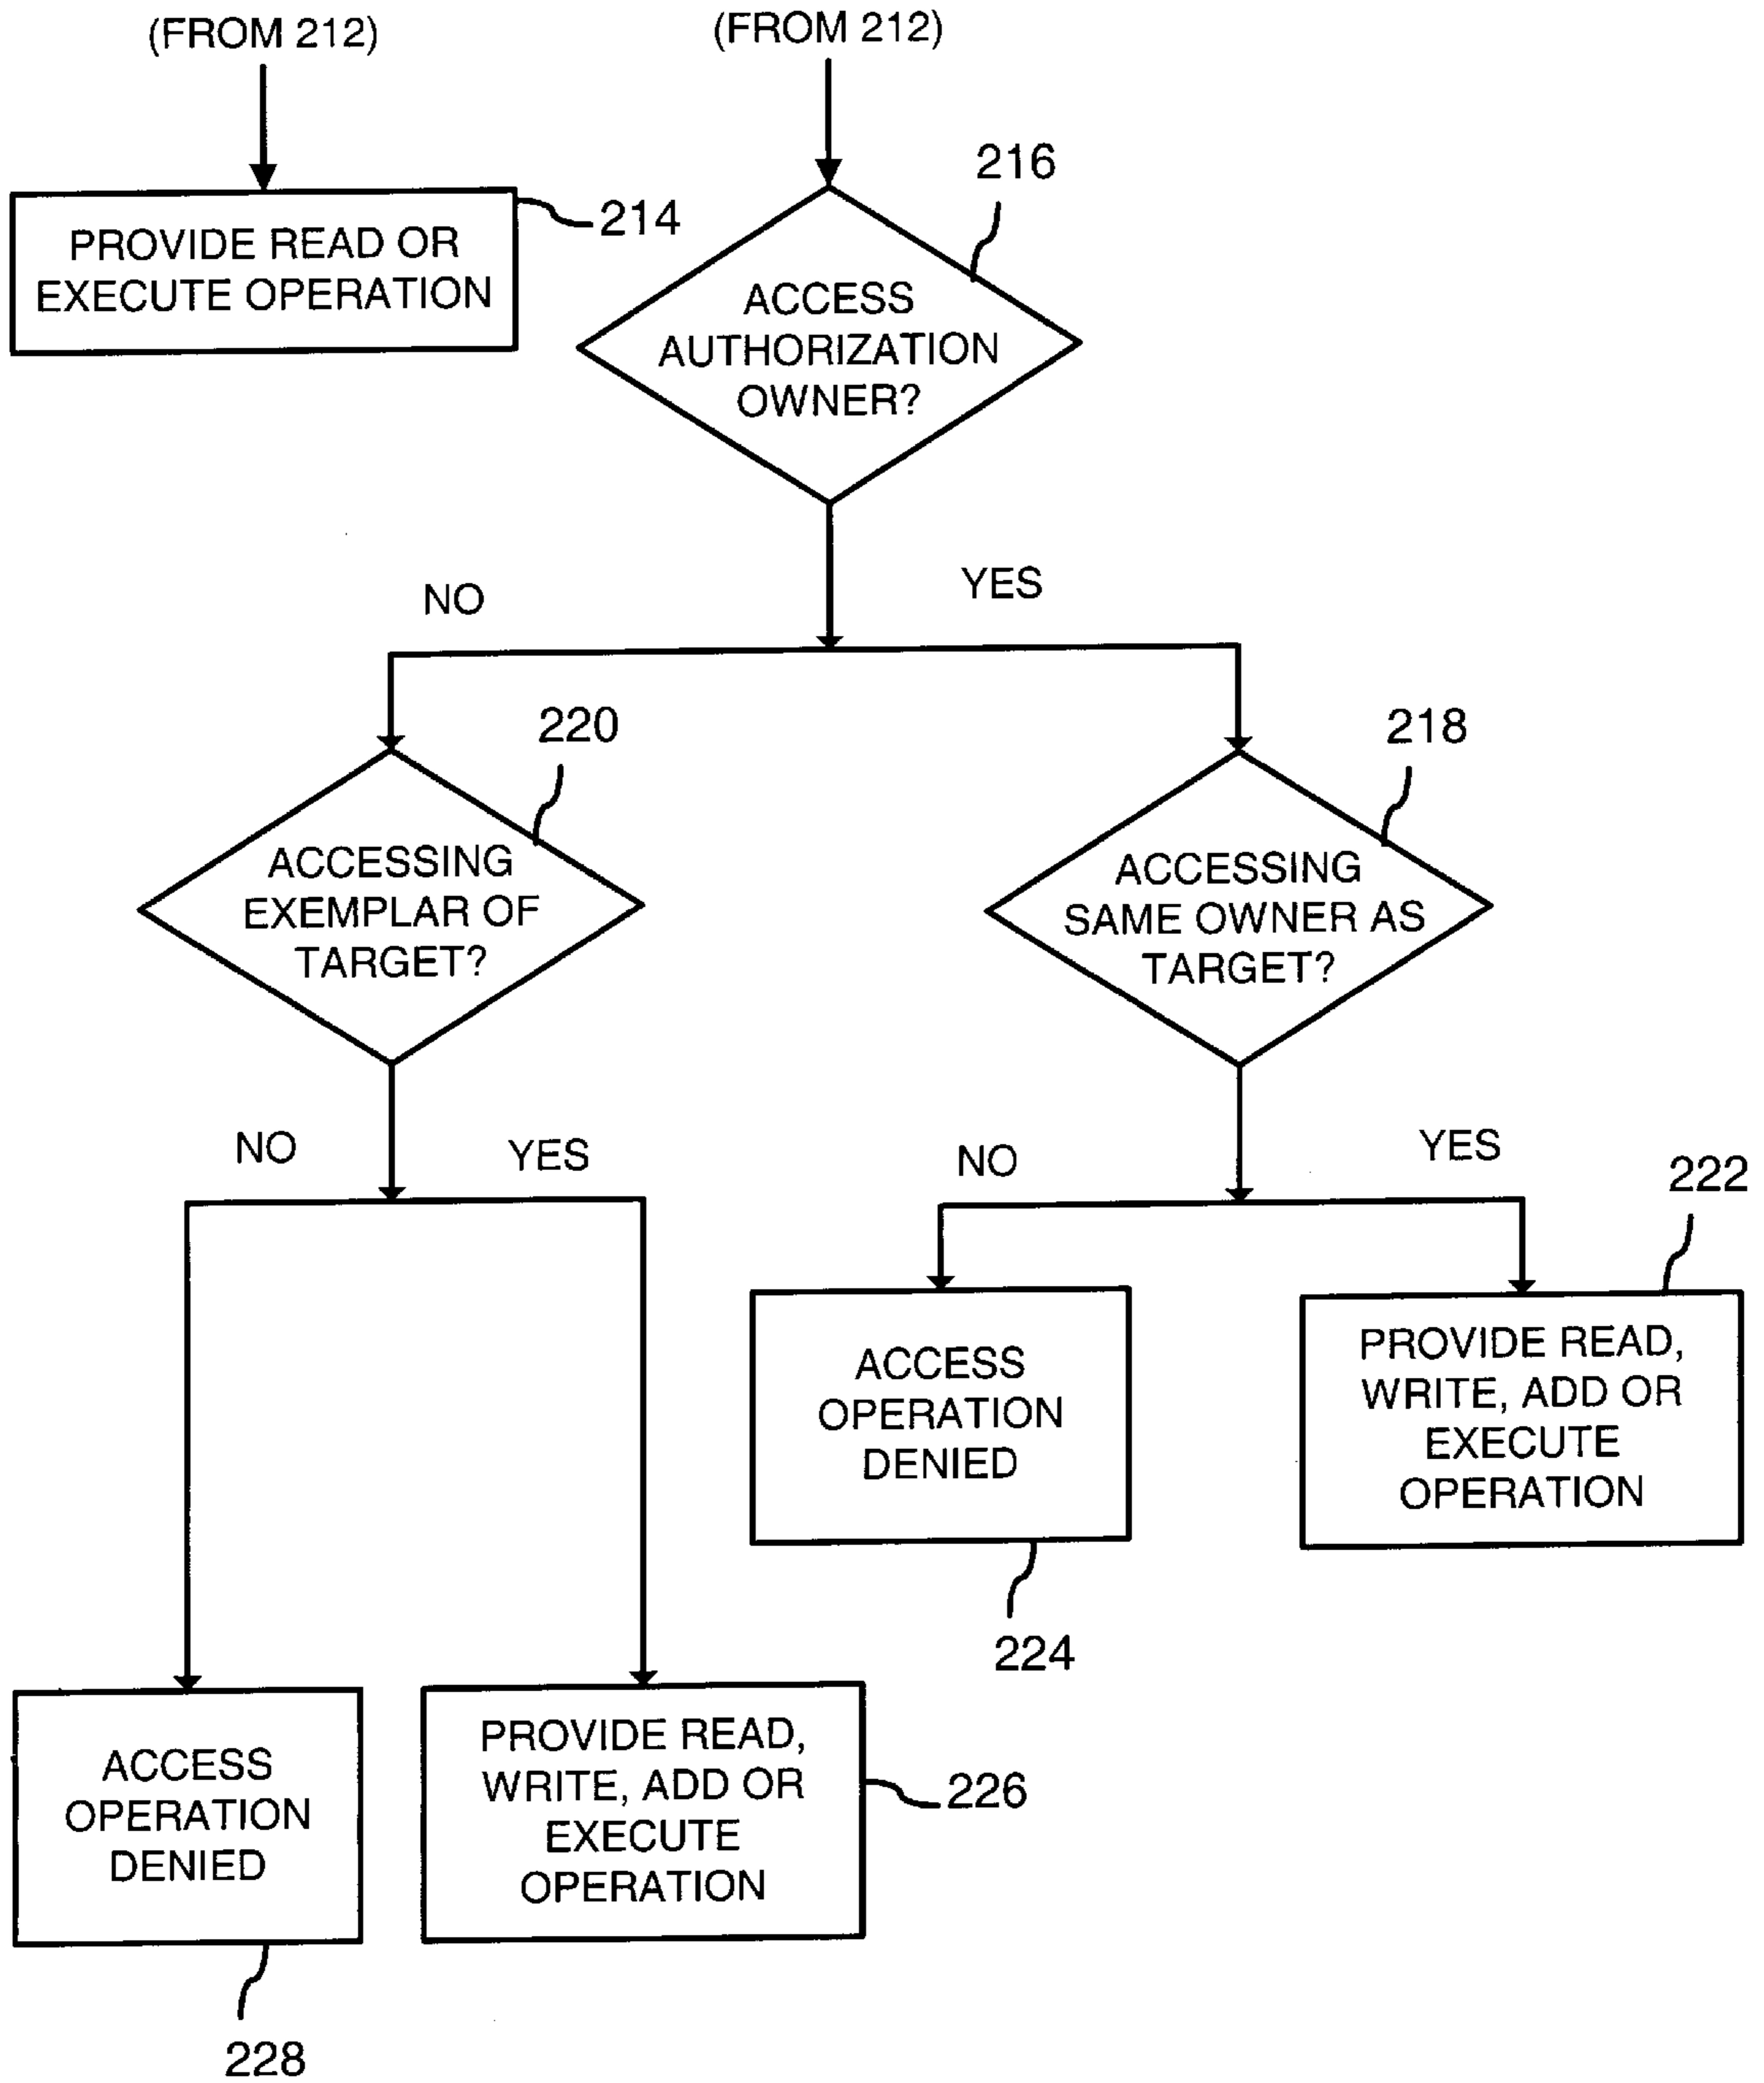 (FROM 212)
(FROM 212)
214
PROVIDE READ OR
EXECUTE OPERATION
216
ACCESS
AUTHORIZATION
OWNER?
NO
YES
220
ACCESSING
EXEMPLAR OF
TARGET?
218
ACCESSING
SAME OWNER AS
TARGET?
NO
YES
NO
YES
222
ACCESS
OPERATION
DENIED
224
PROVIDE READ,
WRITE, ADD OR
EXECUTE
OPERATION
ACCESS
OPERATION
DENIED
228
PROVIDE READ,
WRITE, ADD OR
EXECUTE
OPERATION
226